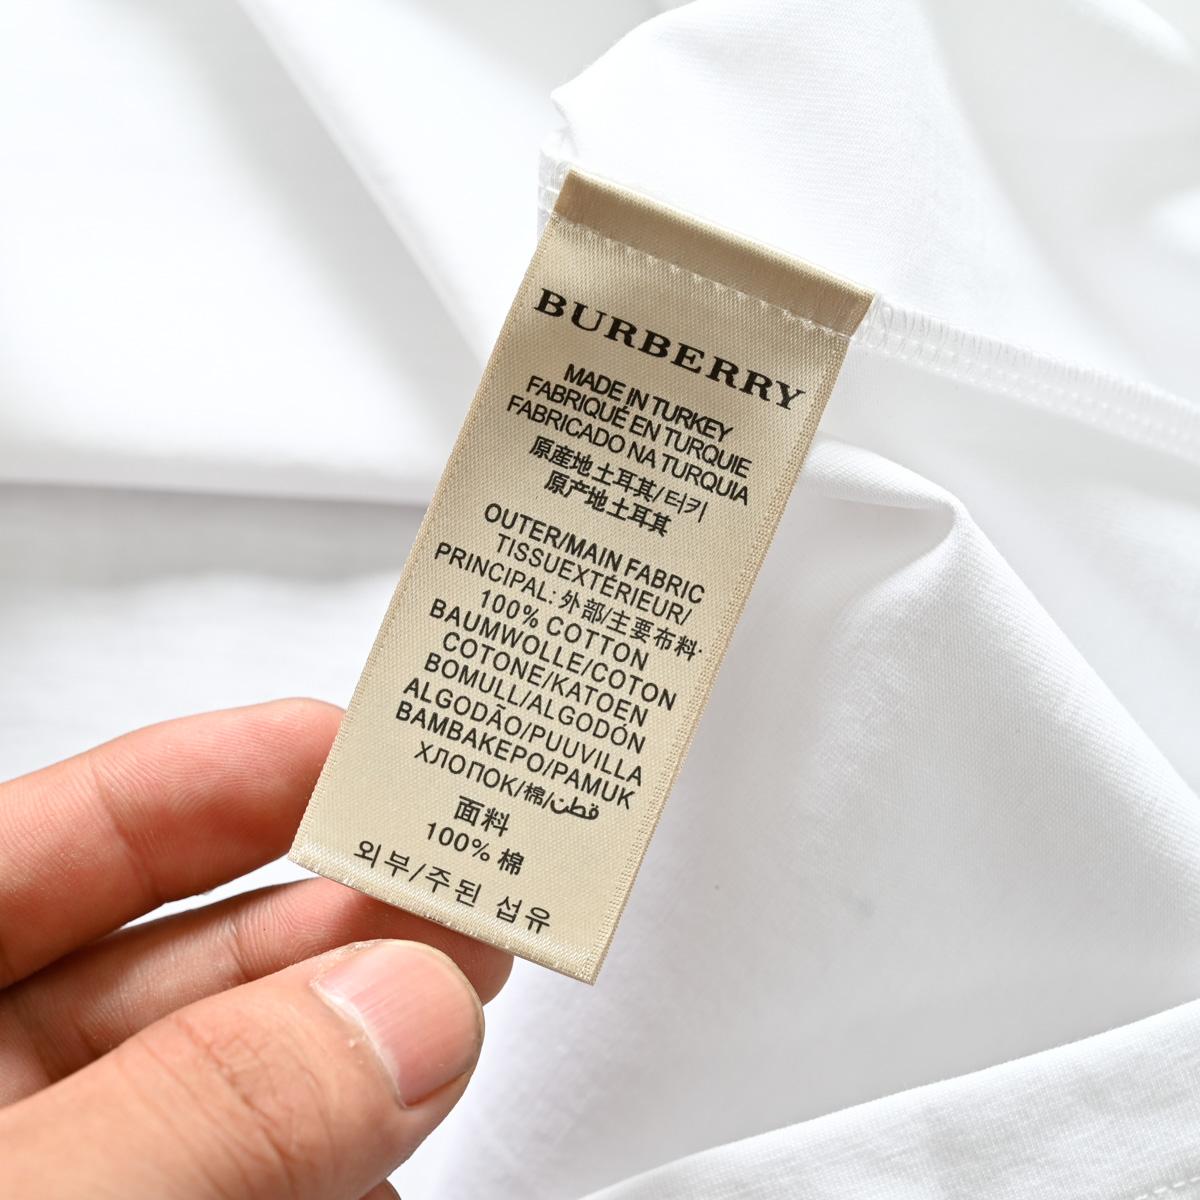 BURBERRY
MADE IN TURKEY
FABRIQUÉ EN TURQUIE
FABRICADO NA TURQUIA
原産地土耳其/터키
原产地土耳其
OUTER/MAIN FABRIC
TISSUEXTÉRIEUR/
PRINCIPAL:外部/主要布料·
100% COTTON
BAUMWOLLE/COTON
COTONE/KATOEN
BOMULL/ALGODÓN
ALGODÃO/PUUVILLA
BAMBAKEPO/PAMUK
ХЛОПОК/棉/قطن
面料
100% 棉
외부/주된 섬유